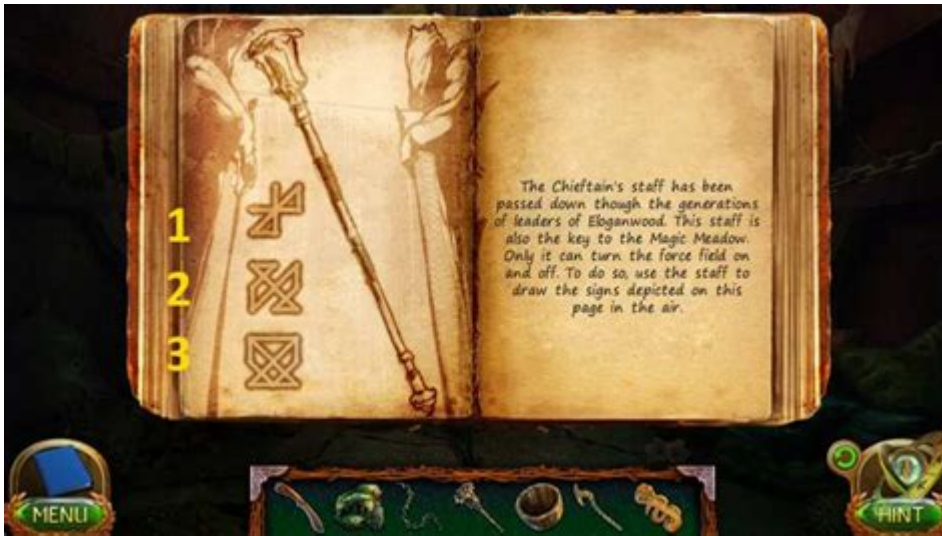 1
2
3
The Chieftain's staff has been
passed down though the generations
of leaders of Eloganwood. This staff is
also the key to the Magic Meadow.
Only it can turn the force field on
and off. To do so, use the staff to
draw the signs depicted on this
page in the air.
MENU
HINT